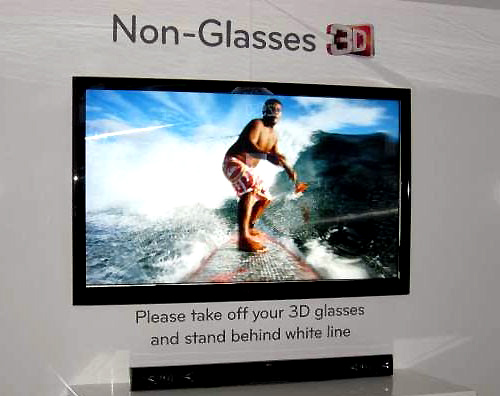 Non-Glasses 3D
Please take off your 3D glasses
and stand behind white line